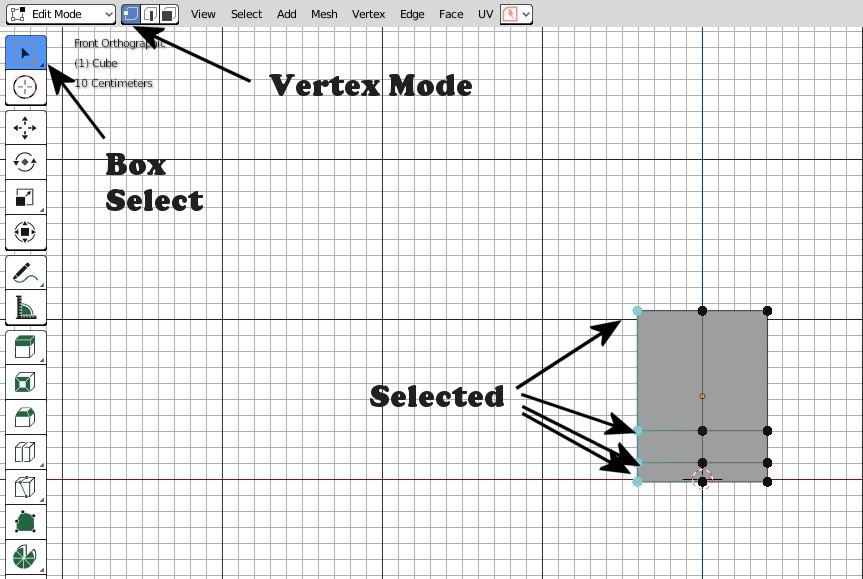 Edit Mode View Select Add Mesh Vertex Edge Face UV
Front Orthographic
(1) Cube
10 Centimeters
Vertex Mode
Box
Select
Selected